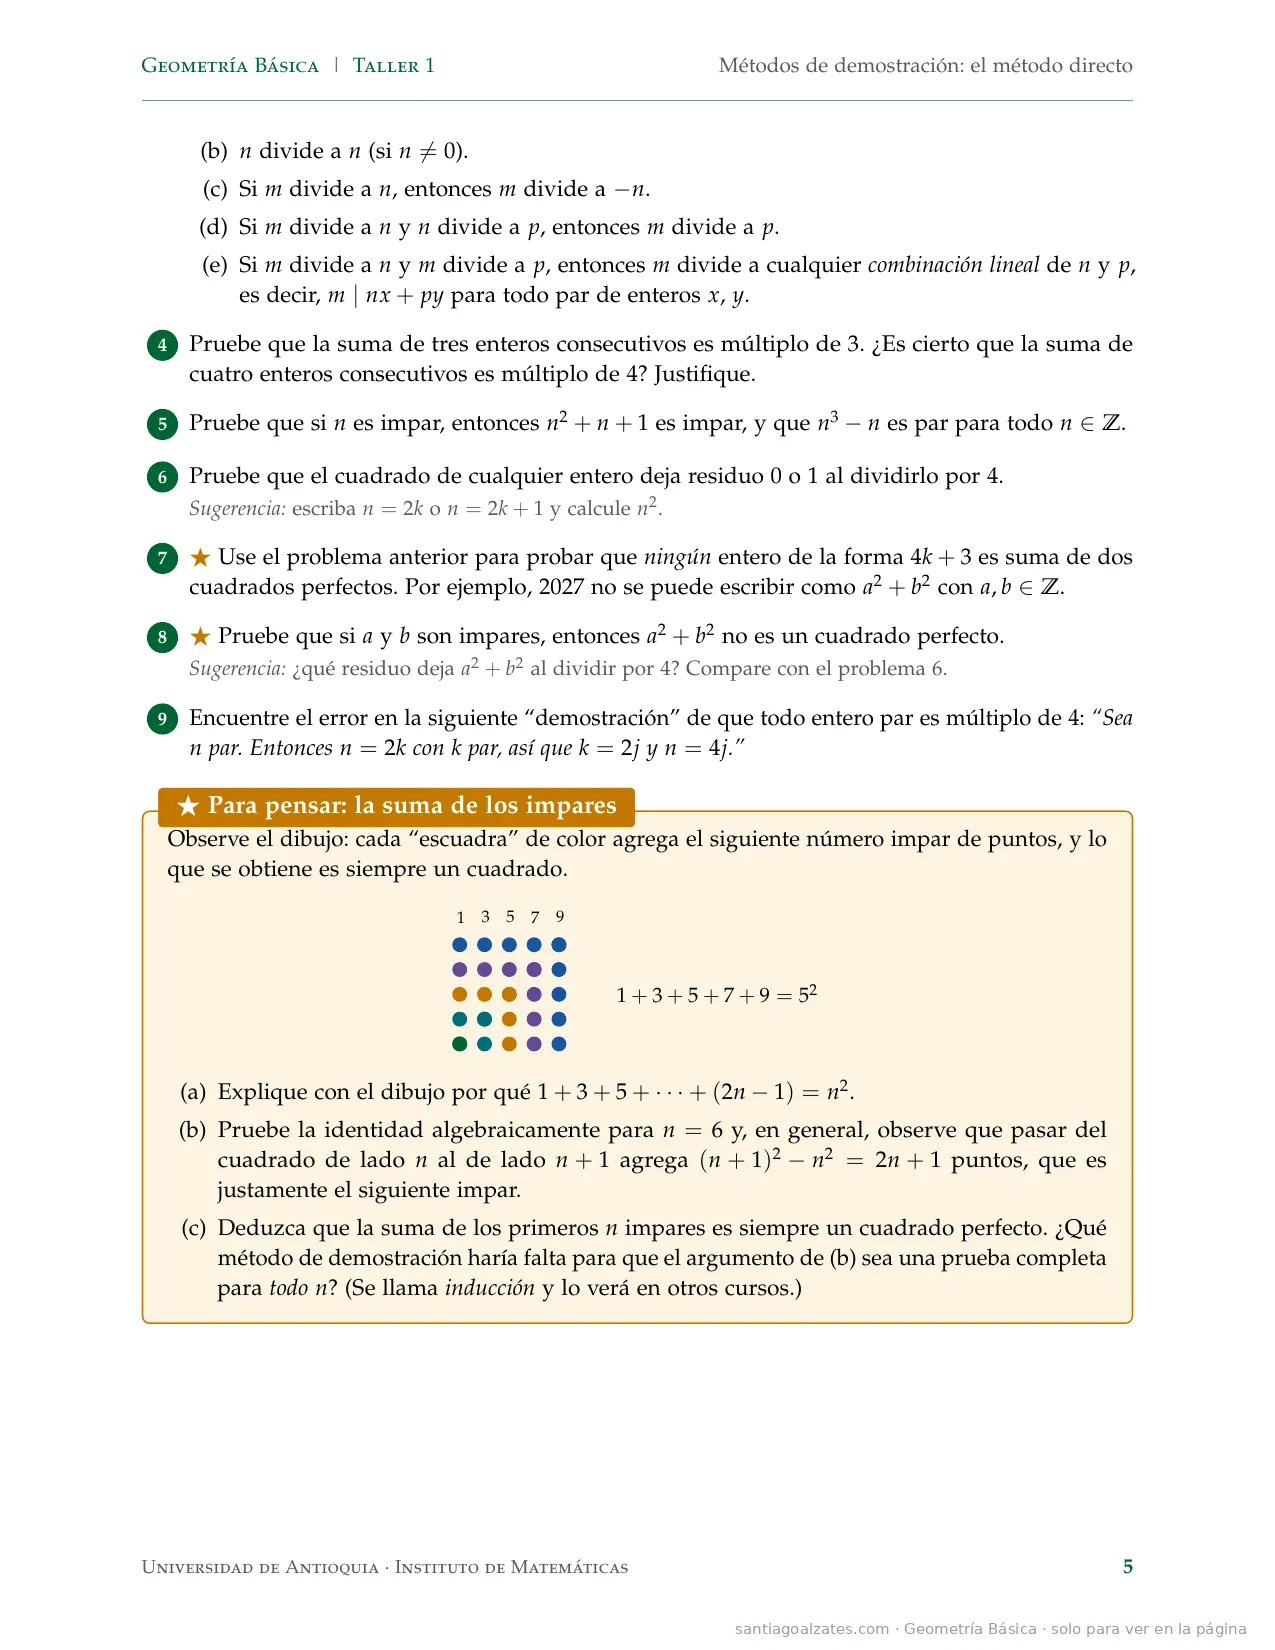 Geometría Básica | Taller 1 Métodos de demostración: el método directo
(b) n divide a n (si n ≠ 0).
(c) Si m divide a n, entonces m divide a −n.
(d) Si m divide a n y n divide a p, entonces m divide a p.
(e) Si m divide a n y m divide a p, entonces m divide a cualquier combinación lineal de n y p,
es decir, m | nx + py para todo par de enteros x, y.
4 Pruebe que la suma de tres enteros consecutivos es múltiplo de 3. ¿Es cierto que la suma de
cuatro enteros consecutivos es múltiplo de 4? Justifique.
5 Pruebe que si n es impar, entonces n² + n + 1 es impar, y que n³ − n es par para todo n ∈ ℤ.
6 Pruebe que el cuadrado de cualquier entero deja residuo 0 o 1 al dividirlo por 4.
Sugerencia: escriba n = 2k o n = 2k + 1 y calcule n².
7 ★ Use el problema anterior para probar que ningún entero de la forma 4k + 3 es suma de dos
cuadrados perfectos. Por ejemplo, 2027 no se puede escribir como a² + b² con a, b ∈ ℤ.
8 ★ Pruebe que si a y b son impares, entonces a² + b² no es un cuadrado perfecto.
Sugerencia: ¿qué residuo deja a² + b² al dividir por 4? Compare con el problema 6.
9 Encuentre el error en la siguiente “demostración” de que todo entero par es múltiplo de 4: “Sea
n par. Entonces n = 2k con k par, así que k = 2j y n = 4j.”
★ Para pensar: la suma de los impares
Observe el dibujo: cada “escuadra” de color agrega el siguiente número impar de puntos, y lo
que se obtiene es siempre un cuadrado.
1 3 5 7 9
1 + 3 + 5 + 7 + 9 = 5²
(a) Explique con el dibujo por qué 1 + 3 + 5 + · · · + (2n − 1) = n².
(b) Pruebe la identidad algebraicamente para n = 6 y, en general, observe que pasar del
cuadrado de lado n al de lado n + 1 agrega (n + 1)² − n² = 2n + 1 puntos, que es
justamente el siguiente impar.
(c) Deduzca que la suma de los primeros n impares es siempre un cuadrado perfecto. ¿Qué
método de demostración haría falta para que el argumento de (b) sea una prueba completa
para todo n? (Se llama inducción y lo verá en otros cursos.)
Universidad de Antioquia · Instituto de Matemáticas 5
santiagoalzates.com · Geometría Básica · solo para ver en la página